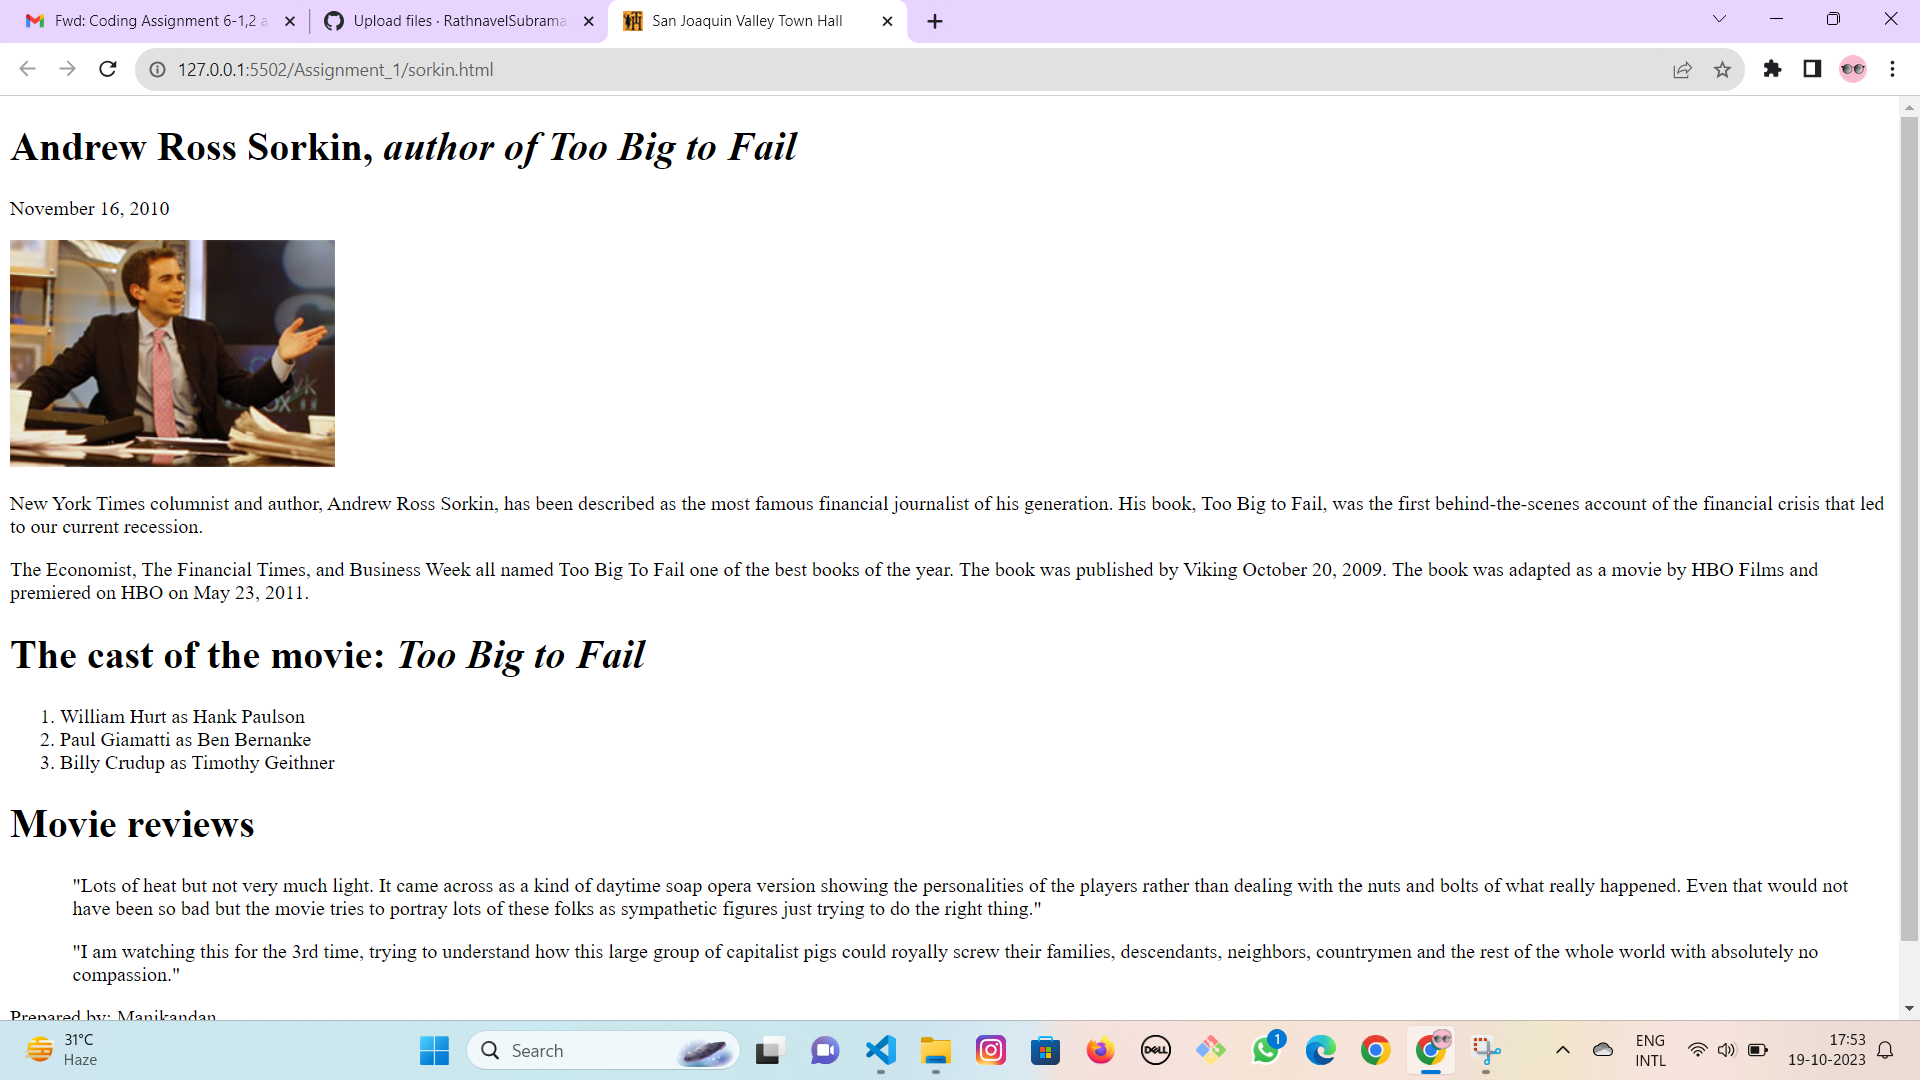 Fwd: Coding Assignment 6-1,2 a
Upload files · RathnavelSubrama
San Joaquin Valley Town Hall
127.0.0.1:5502/Assignment_1/sorkin.html
Andrew Ross Sorkin, author of Too Big to Fail
November 16, 2010
New York Times columnist and author, Andrew Ross Sorkin, has been described as the most famous financial journalist of his generation. His book, Too Big to Fail, was the first behind-the-scenes account of the financial crisis that led
to our current recession.
The Economist, The Financial Times, and Business Week all named Too Big To Fail one of the best books of the year. The book was published by Viking October 20, 2009. The book was adapted as a movie by HBO Films and
premiered on HBO on May 23, 2011.
The cast of the movie: Too Big to Fail
1. William Hurt as Hank Paulson
2. Paul Giamatti as Ben Bernanke
3. Billy Crudup as Timothy Geithner
Movie reviews
"Lots of heat but not very much light. It came across as a kind of daytime soap opera version showing the personalities of the players rather than dealing with the nuts and bolts of what really happened. Even that would not
have been so bad but the movie tries to portray lots of these folks as sympathetic figures just trying to do the right thing."
"I am watching this for the 3rd time, trying to understand how this large group of capitalist pigs could royally screw their families, descendants, neighbors, countrymen and the rest of the whole world with absolutely no
compassion."
Prepared by: Manikandan
31°C
Haze
Search
DELL
1
ENG
INTL
17:53
19-10-2023